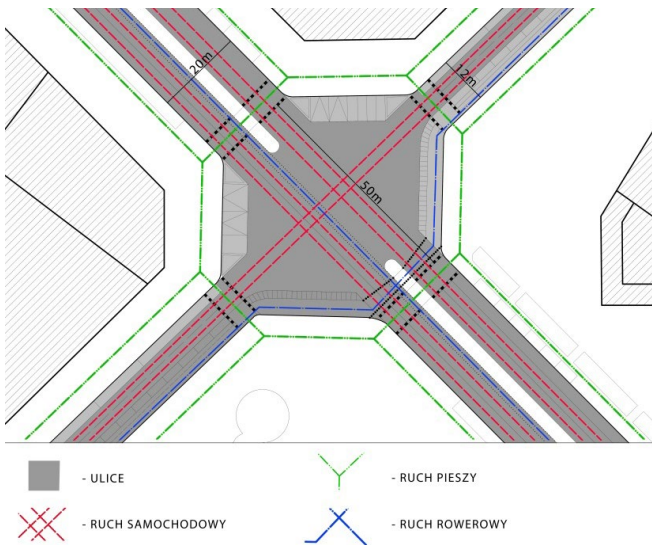 20m
12m
50m
- ULICE
- RUCH PIESZY
- RUCH SAMOCHODOWY
- RUCH ROWEROWY